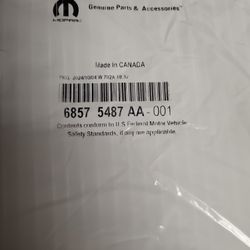 mopar
Genuine Parts & Accessories
Made in CANADA
6857 5487 AA-001
Contents conform to U.S Federal Motor Vehicle
Safety Standards, if any are applicable.